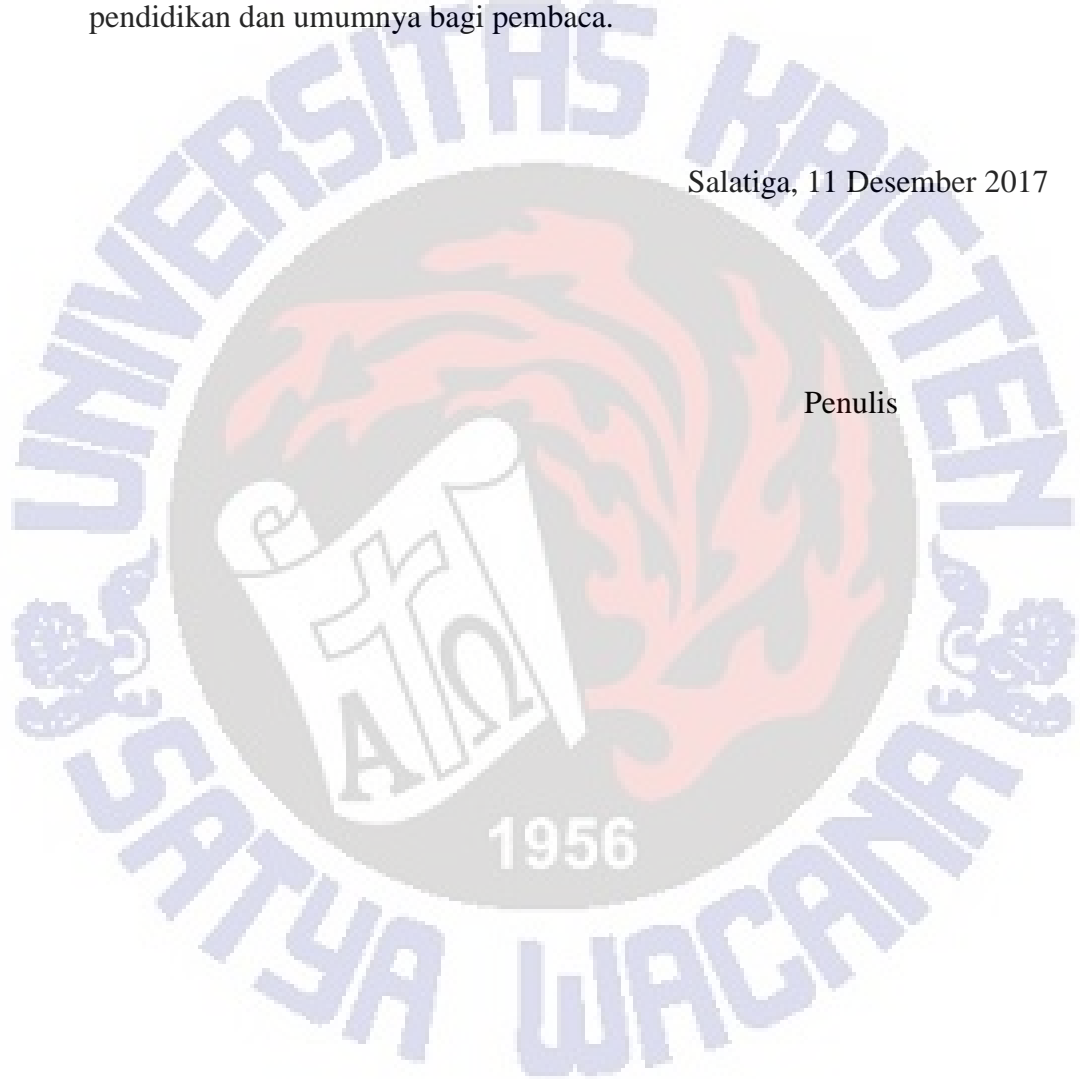 pendidikan dan umumnya bagi pembaca.
Salatiga, 11 Desember 2017
Penulis
UNIVERSITAS KRISTEN
SATYA WACANA
Α Ω
1956